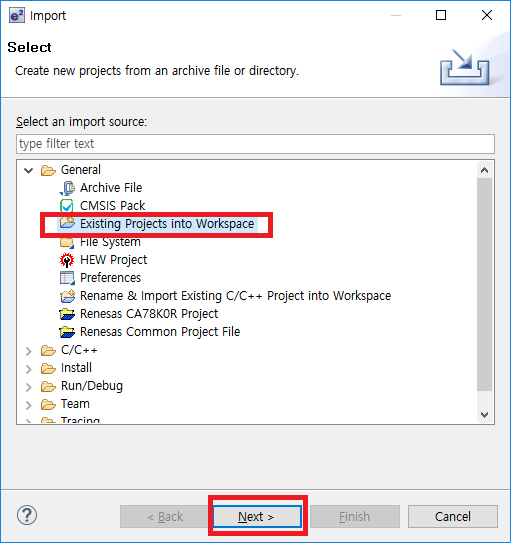 e²
Import
Select
Create new projects from an archive file or directory.
Select an import source:
type filter text
General
Archive File
CMSIS Pack
Existing Projects into Workspace
File System
HEW Project
Preferences
Rename & Import Existing C/C++ Project into Workspace
Renesas CA78K0R Project
Renesas Common Project File
C/C++
Install
Run/Debug
Team
Tracing
?
< Back
Next >
Finish
Cancel